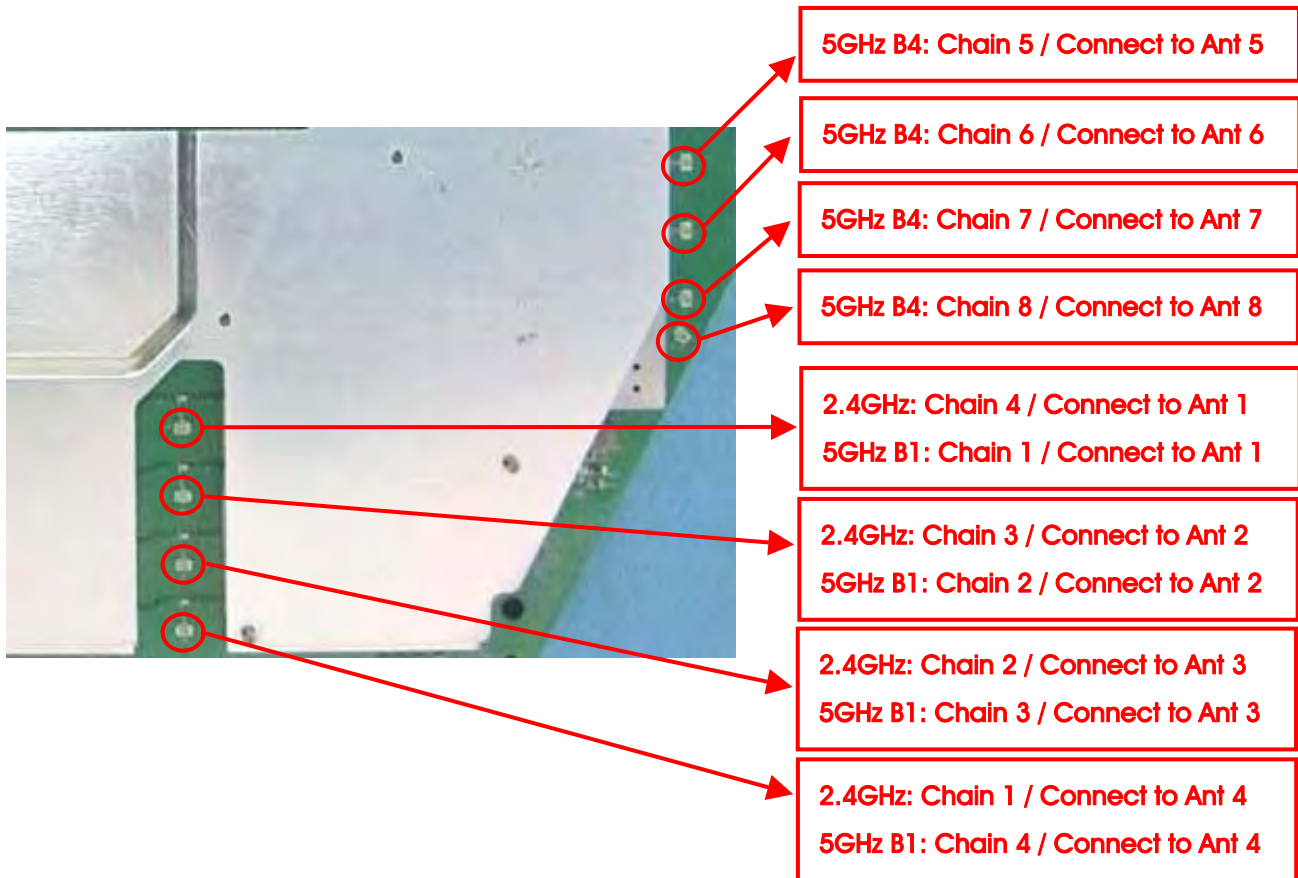 5GHz B4: Chain 5 / Connect to Ant 5
5GHz B4: Chain 6 / Connect to Ant 6
5GHz B4: Chain 7 / Connect to Ant 7
5GHz B4: Chain 8 / Connect to Ant 8
2.4GHz: Chain 4 / Connect to Ant 1
5GHz B1: Chain 1 / Connect to Ant 1
2.4GHz: Chain 3 / Connect to Ant 2
5GHz B1: Chain 2 / Connect to Ant 2
2.4GHz: Chain 2 / Connect to Ant 3
5GHz B1: Chain 3 / Connect to Ant 3
2.4GHz: Chain 1 / Connect to Ant 4
5GHz B1: Chain 4 / Connect to Ant 4